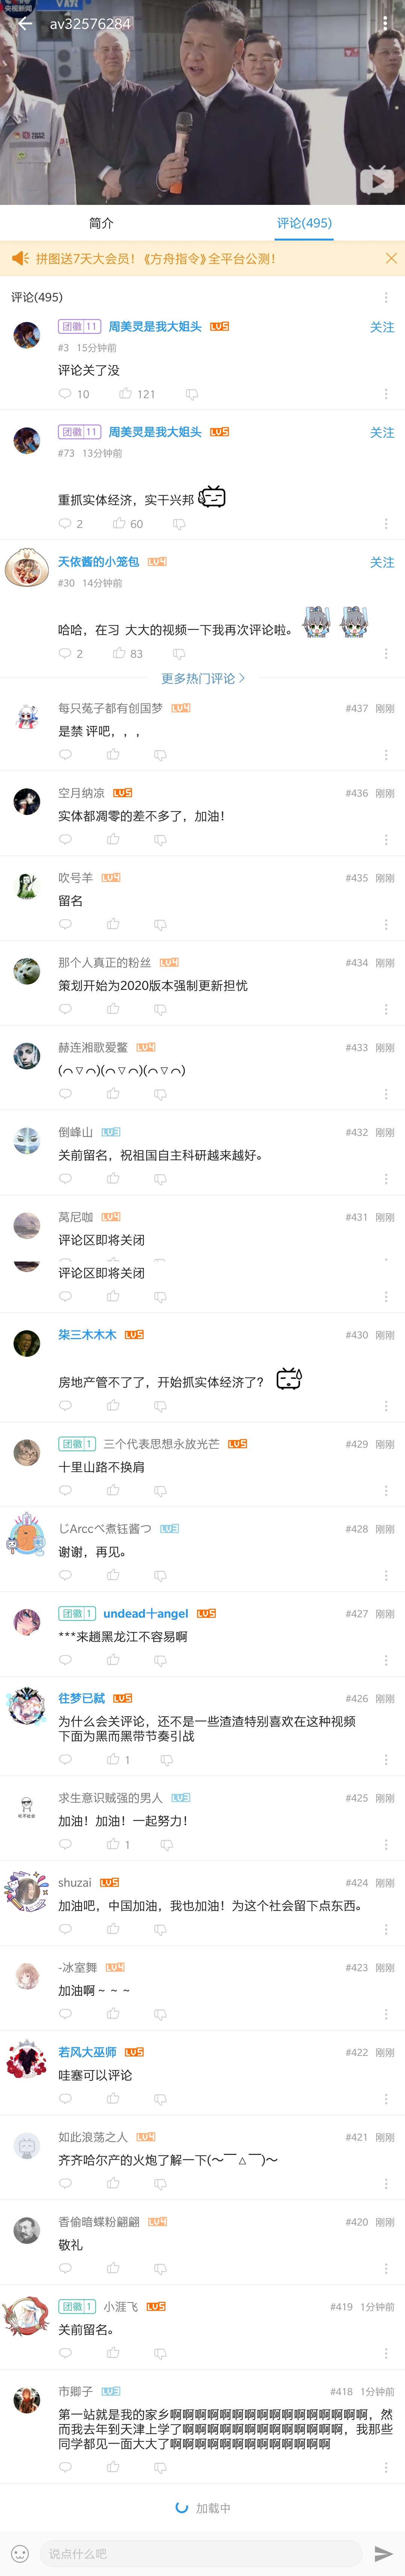 央视新闻
av32576284
简介
评论(495)
拼图送7天大会员！《方舟指令》全平台公测！
评论(495)
团徽 11 周美灵是我大姐头 LV5 关注
#3 15分钟前
评论关了没
10 121
团徽 11 周美灵是我大姐头 LV5 关注
#73 13分钟前
重抓实体经济，实干兴邦
2 60
天依酱的小笼包 LV4 关注
#30 14分钟前
哈哈，在习 大大的视频一下我再次评论啦。
2 83
更多热门评论
每只菟子都有创国梦 LV4 #437 刚刚
是禁 评吧，，，
空月纳凉 LV5 #436 刚刚
实体都凋零的差不多了，加油！
吹号羊 LV4 #435 刚刚
留名
那个人真正的粉丝 LV4 #434 刚刚
策划开始为2020版本强制更新担忧
赫连湘歌爱鳖 LV4 #433 刚刚
(⌒▽⌒)(⌒▽⌒)(⌒▽⌒)
倒峰山 LV3 #432 刚刚
关前留名，祝祖国自主科研越来越好。
莴尼咖 LV4 #431 刚刚
评论区即将关闭
评论区即将关闭
柒三木木木 LV5 #430 刚刚
房地产管不了了，开始抓实体经济了？
团徽 1 三个代表思想永放光芒 LV5 #429 刚刚
十里山路不换肩
じArccべ煮钰酱つ LV3 #428 刚刚
谢谢，再见。
团徽 1 undead十angel LV5 #427 刚刚
***来趟黑龙江不容易啊
往梦已弑 LV5 #426 刚刚
为什么会关评论，还不是一些渣渣特别喜欢在这种视频
下面为黑而黑带节奏引战
1
求生意识贼强的男人 LV3 #425 刚刚
加油！加油！一起努力！
1
shuzai LV5 #424 刚刚
加油吧，中国加油，我也加油！为这个社会留下点东西。
-冰室舞 LV4 #423 刚刚
加油啊～～～
若风大巫师 LV5 #422 刚刚
哇塞可以评论
如此浪荡之人 LV4 #421 刚刚
齐齐哈尔产的火炮了解一下(～￣△￣)～
香偷暗蝶粉翩翩 LV4 #420 刚刚
敬礼
团徽 1 小涯飞 LV5 #419 1分钟前
关前留名。
市卿子 LV3 #418 1分钟前
第一站就是我的家乡啊啊啊啊啊啊啊啊啊啊啊啊啊啊啊啊，然
而我去年到天津上学了啊啊啊啊啊啊啊啊啊啊啊啊啊，我那些
同学都见一面大大了啊啊啊啊啊啊啊啊啊啊啊啊啊
加载中
说点什么吧